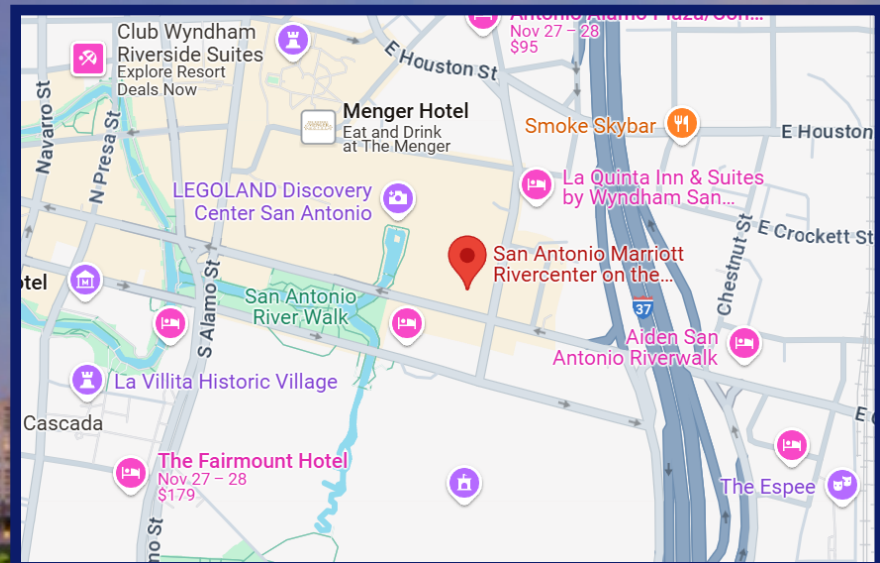 Antonio Alamo Plaza/Con...
Nov 27 – 28
$95
Club Wyndham
Riverside Suites
Explore Resort
Deals Now
E Houston St
Menger Hotel
Eat and Drink
at The Menger
Smoke Skybar
E Houston
Navarro St
N Presa St
LEGOLAND Discovery
Center San Antonio
La Quinta Inn & Suites
by Wyndham San...
E Crockett St
Chestnut St
San Antonio Marriott
Rivercenter on the...
otel
S Alamo St
San Antonio
River Walk
37
Aiden San
Antonio Riverwalk
La Villita Historic Village
Cascada
The Fairmount Hotel
Nov 27 – 28
$179
The Espee
mo St